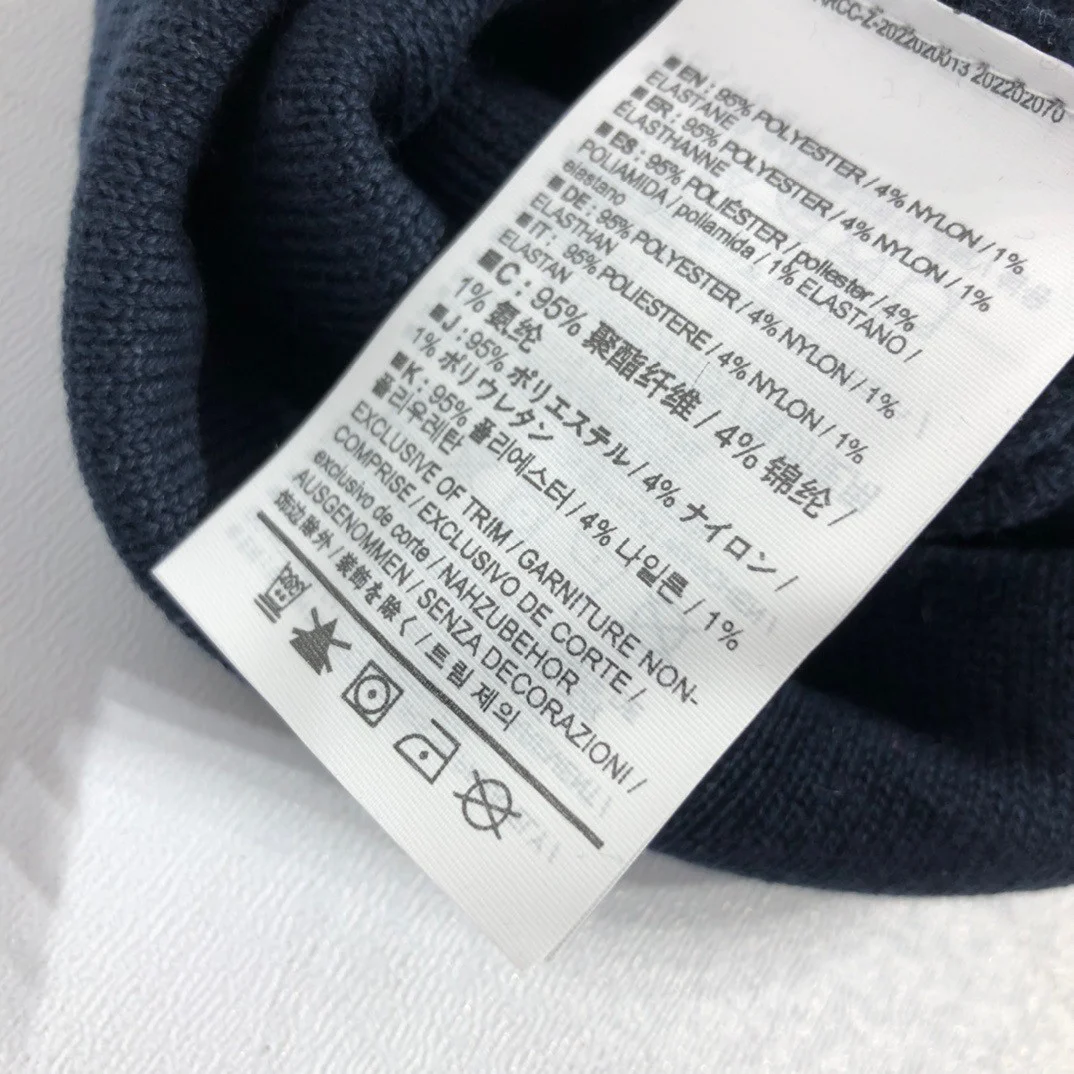 ARCC-Z-2022020013 202202070
EN : 95% POLYESTER / 4% NYLON / 1%
ELASTANE
ER : 95% POLYESTER / 4% NYLON / 1%
ÉLASTHANNE
ES : 95% POLIÉSTER / poliester / 4%
POLIAMIDA / poliamida / 1% ELASTANO /
elastano
DE : 95% POLYESTER / 4% NYLON / 1%
ELASTHAN
IT : 95% POLIESTERE / 4% NYLON / 1%
ELASTAN
C : 95% 聚酯纤维 / 4% 锦纶 /
1% 氨纶
J : 95% ポリエステル / 4% ナイロン /
1% ポリウレタン
K : 95% 폴리에스터 / 4% 나일론 / 1%
폴리우레탄
EXCLUSIVE OF TRIM / GARNITURE NON-
COMPRISE / EXCLUSIVO DE CORTE /
exclusivo de corte / NAHZUBEHOR
AUSGENOMMEN / SENZA DECORAZIONI /
饰边除外 / 装飾を除く / 트림 제외